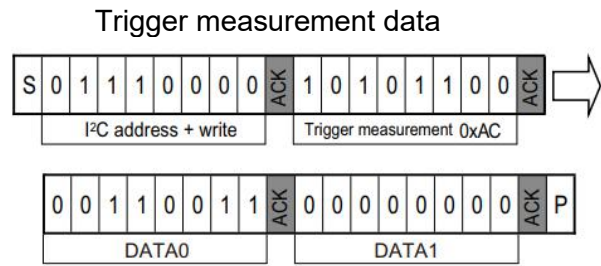 Trigger measurement data
S 0 1 1 1 0 0 0 0 ACK 1 0 1 0 1 1 0 0 ACK
I²C address + write Trigger measurement 0xAC
0 0 1 1 0 0 1 1 ACK 0 0 0 0 0 0 0 0 ACK P
DATA0 DATA1